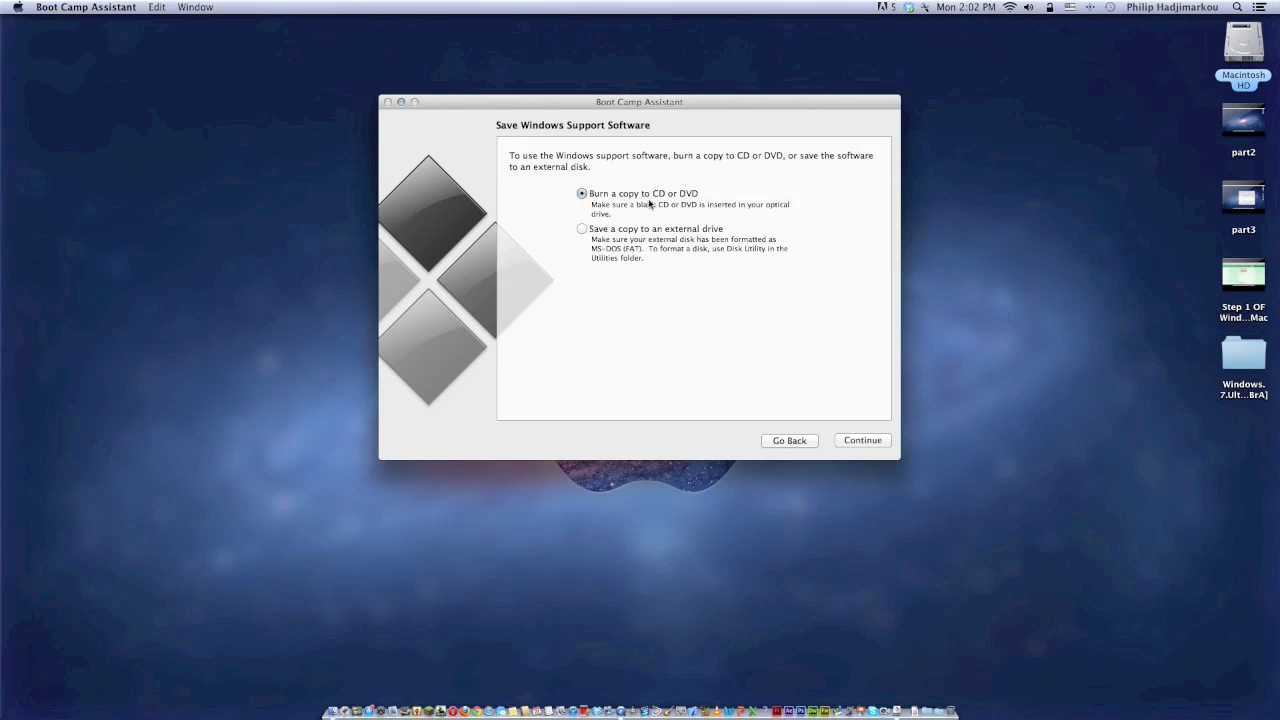 Boot Camp Assistant Edit Window 5 Mon 2:02 PM Philip Hadjimarkou
Macintosh
HD
part2
part3
Step 1 OF
Wind...Mac
Windows.
7.Ult...BrA]
Boot Camp Assistant
Save Windows Support Software
To use the Windows support software, burn a copy to CD or DVD, or save the software
to an external disk.
Burn a copy to CD or DVD
Make sure a blank CD or DVD is inserted in your optical
drive.
Save a copy to an external drive
Make sure your external disk has been formatted as
MS-DOS (FAT). To format a disk, use Disk Utility in the
Utilities folder.
Go Back Continue